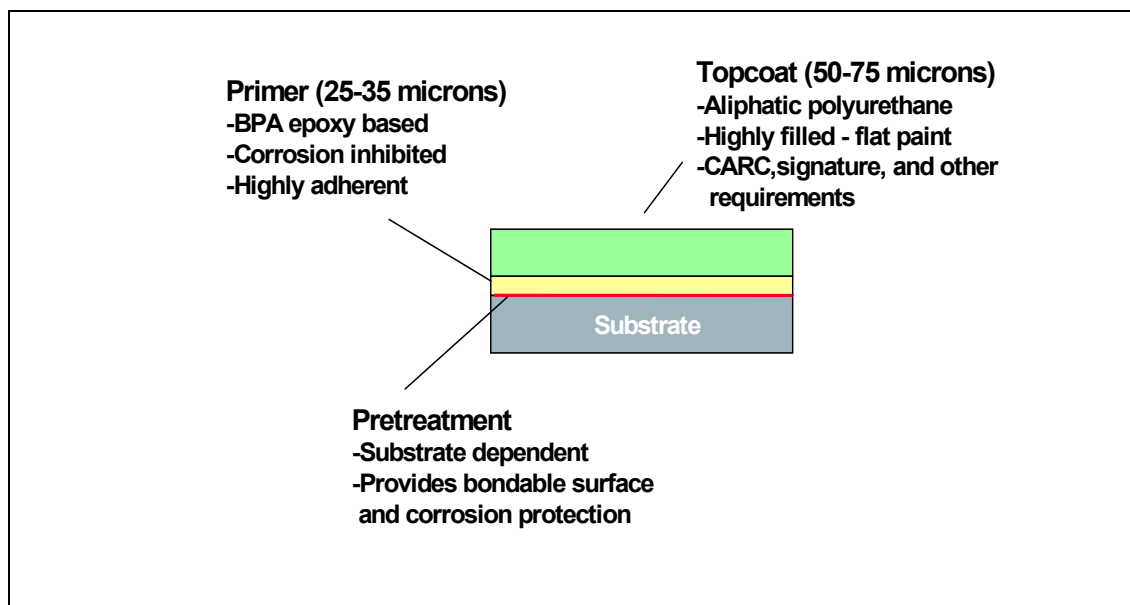 Primer (25-35 microns)
-BPA epoxy based
-Corrosion inhibited
-Highly adherent
Topcoat (50-75 microns)
-Aliphatic polyurethane
-Highly filled - flat paint
-CARC,signature, and other
requirements
Substrate
Pretreatment
-Substrate dependent
-Provides bondable surface
and corrosion protection